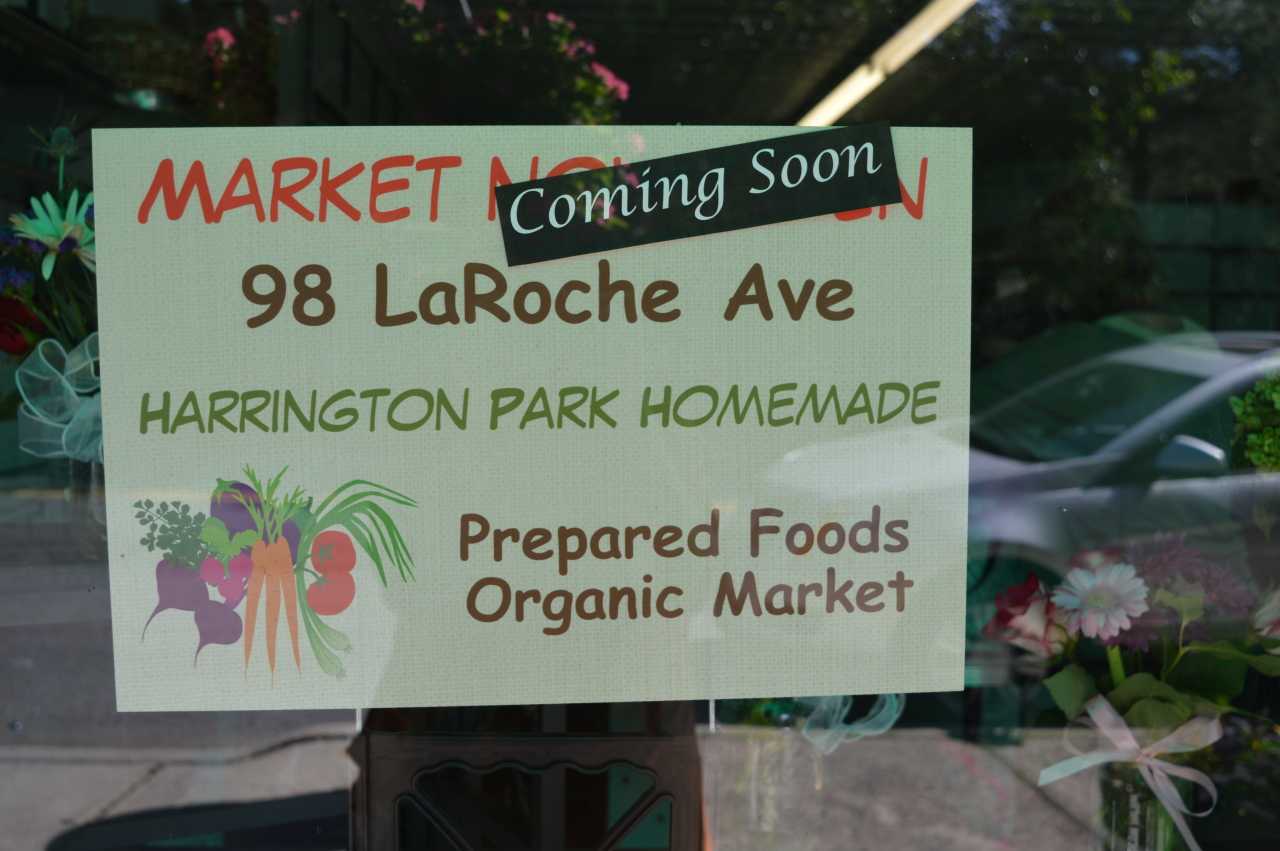 MARKET
Coming Soon
98 LaRoche Ave
HARRINGTON PARK HOMEMADE
Prepared Foods
Organic Market